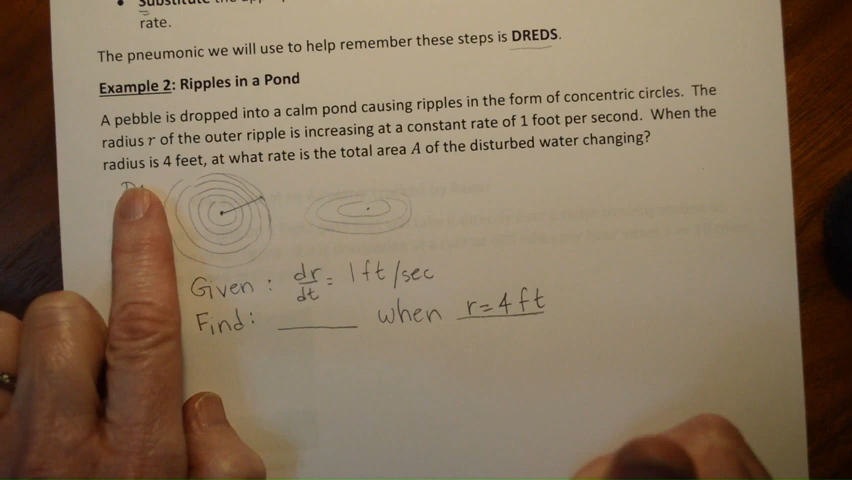 • Substitute the
rate.
The pneumonic we will use to help remember these steps is DREDS.
Example 2: Ripples in a Pond
A pebble is dropped into a calm pond causing ripples in the form of concentric circles. The
radius r of the outer ripple is increasing at a constant rate of 1 foot per second. When the
radius is 4 feet, at what rate is the total area A of the disturbed water changing?
Given : dr/dt = 1 ft/sec
Find: ______ when r=4ft